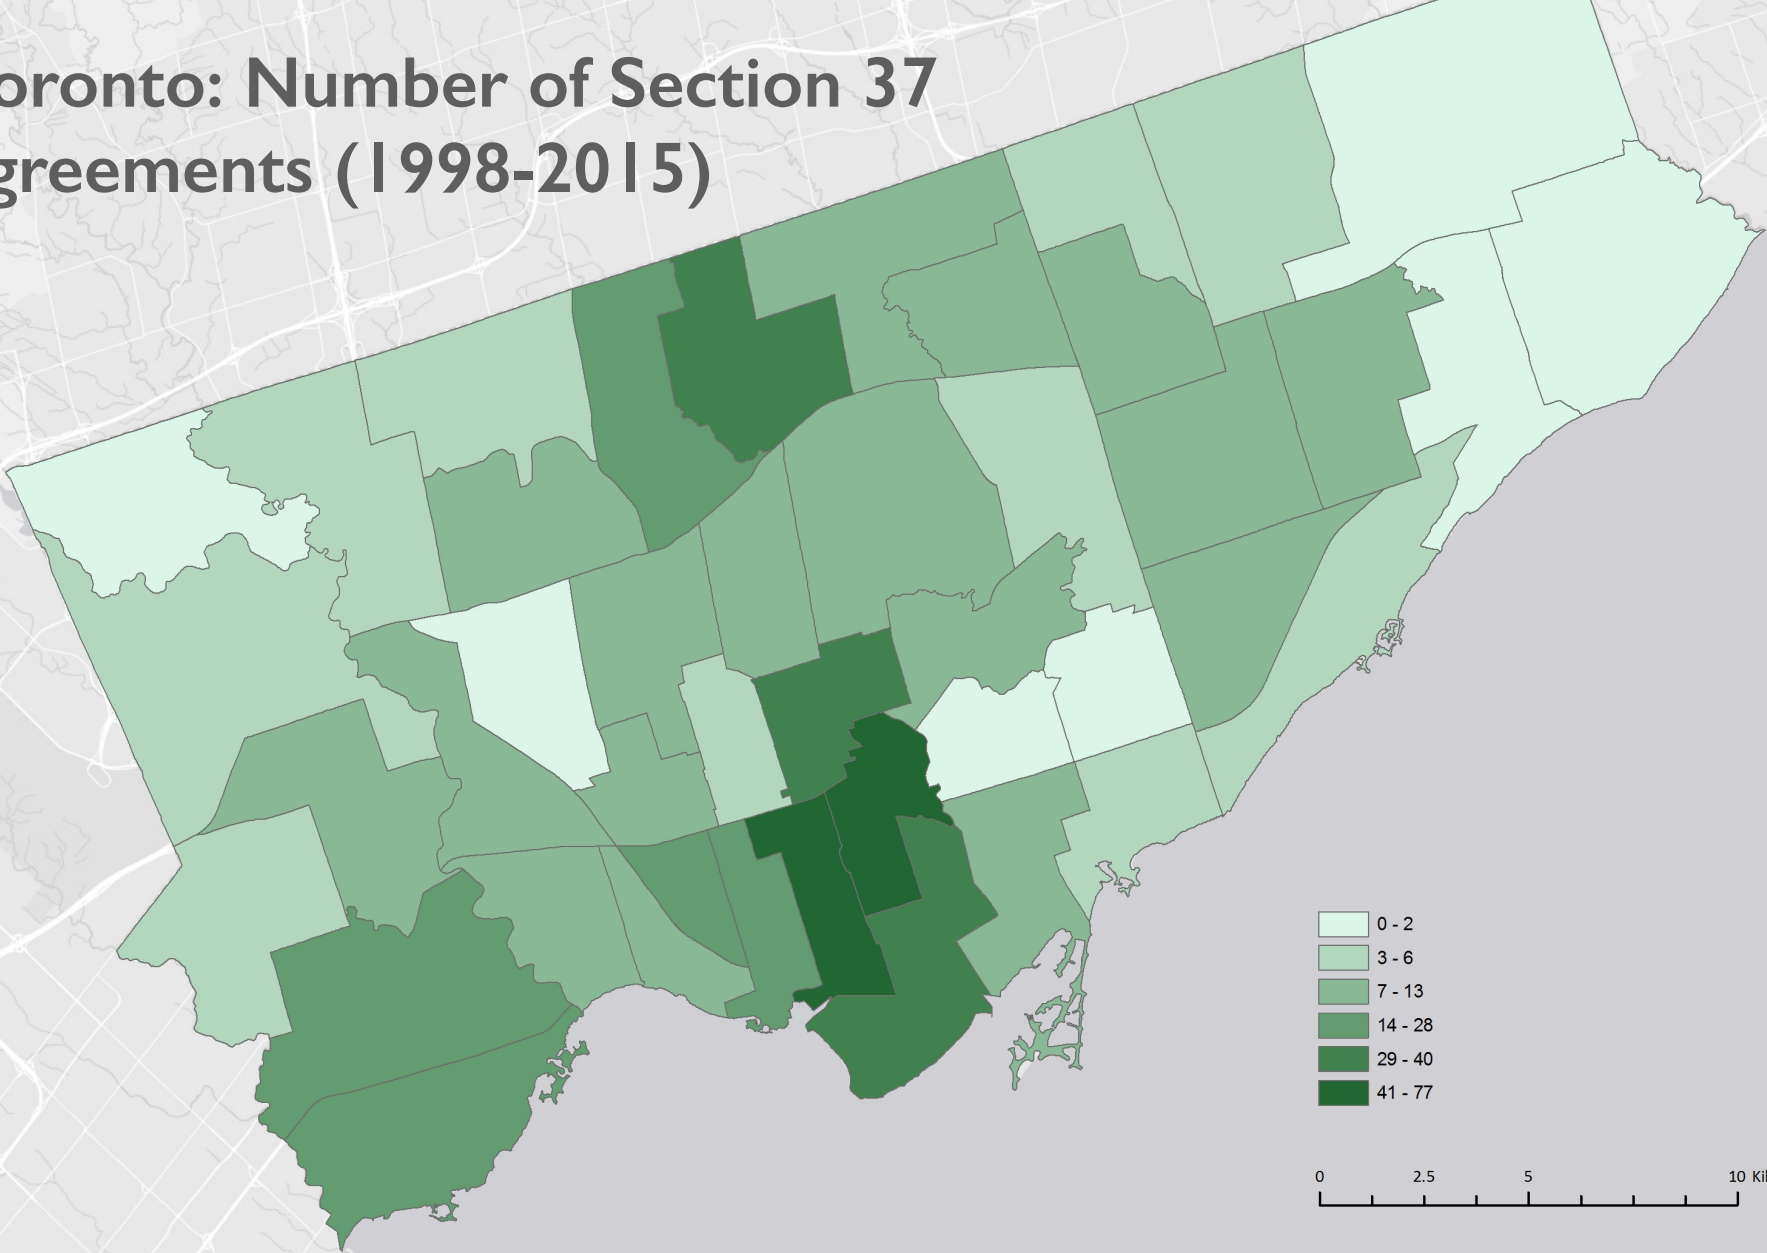 oronto: Number of Section 37
greements (1998-2015)
0 - 2
3 - 6
7 - 13
14 - 28
29 - 40
41 - 77
0 2.5 5 10 Kil